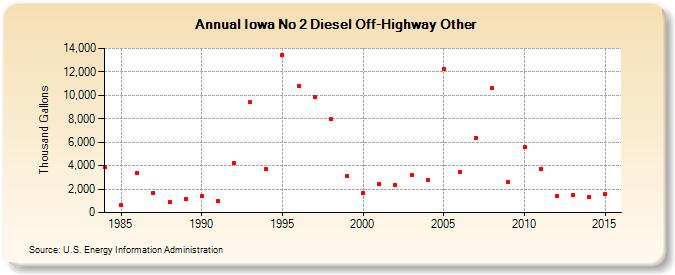 Annual Iowa No 2 Diesel Off-Highway Other
Thousand Gallons
14,000
12,000
10,000
8,000
6,000
4,000
2,000
0
1985 1990 1995 2000 2005 2010 2015
Source: U.S. Energy Information Administration